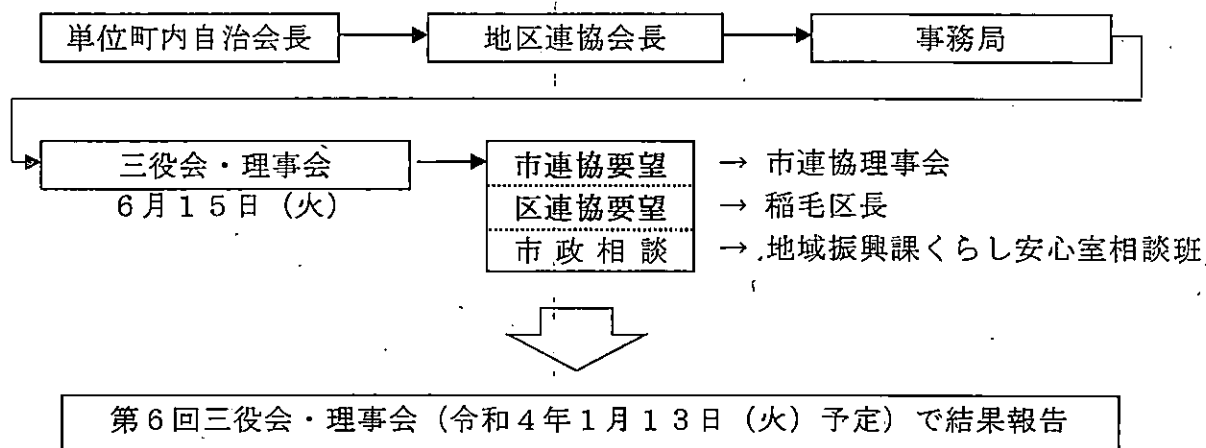 単位町内自治会長 → 地区連協会長 → 事務局
三役会・理事会 → 市連協要望 → 市連協理事会
6月15日（火） 区連協要望 → 稲毛区長
市政相談 → 地域振興課くらし安心室相談班
第6回三役会・理事会（令和4年1月13日（火）予定）で結果報告